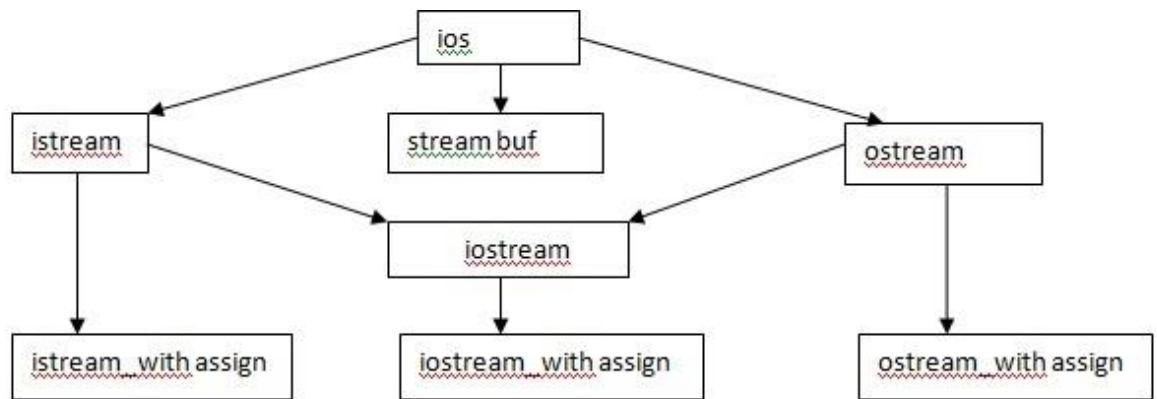 ios
istream
stream buf
ostream
iostream
istream_with assign
iostream_with assign
ostream_with assign